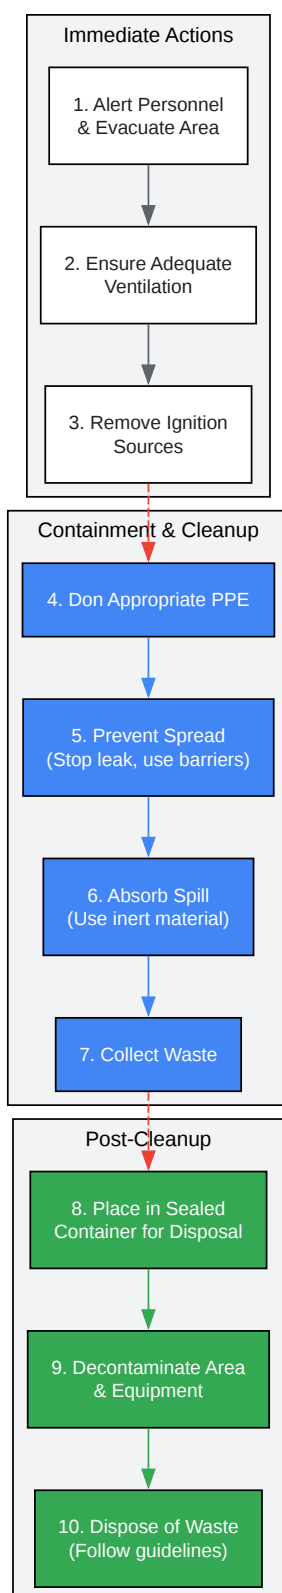 Immediate Actions
1. Alert Personnel
& Evacuate Area
2. Ensure Adequate
Ventilation
3. Remove Ignition
Sources
Containment & Cleanup
4. Don Appropriate PPE
5. Prevent Spread
(Stop leak, use barriers)
6. Absorb Spill
(Use inert material)
7. Collect Waste
Post-Cleanup
8. Place in Sealed
Container for Disposal
9. Decontaminate Area
& Equipment
10. Dispose of Waste
(Follow guidelines)